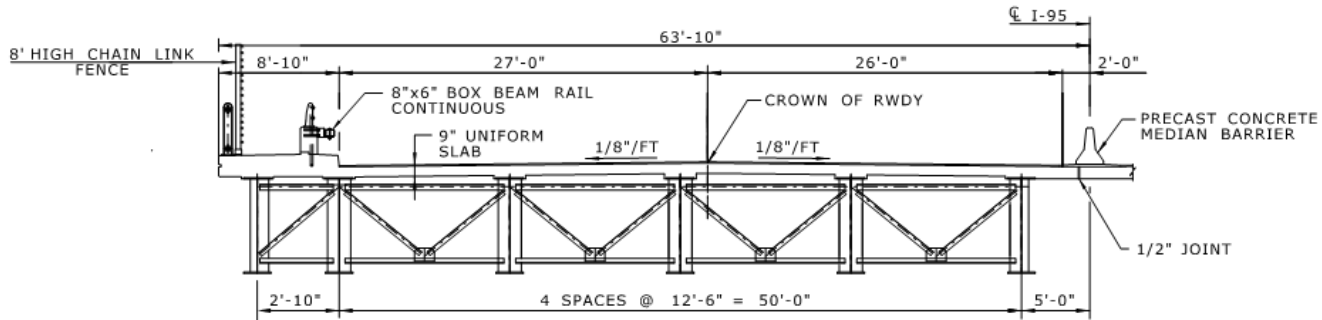 ℄ I-95
63'-10"
8' HIGH CHAIN LINK
FENCE
8'-10"
27'-0"
26'-0"
2'-0"
8"x6" BOX BEAM RAIL
CONTINUOUS
CROWN OF RWDY
PRECAST CONCRETE
MEDIAN BARRIER
9" UNIFORM
SLAB
1/8"/FT
1/8"/FT
1/2" JOINT
2'-10"
4 SPACES @ 12'-6" = 50'-0"
5'-0"